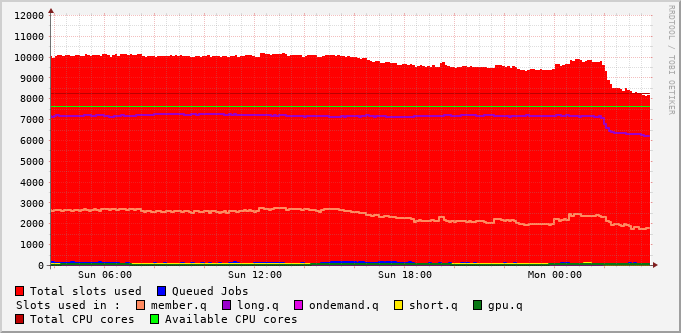 12000
11000
10000
9000
8000
7000
6000
5000
4000
3000
2000
1000
0
Sun 06:00 Sun 12:00 Sun 18:00 Mon 00:00
Total slots used Queued Jobs
Slots used in : member.q long.q ondemand.q short.q gpu.q
Total CPU cores Available CPU cores
RRDTOOL / TOBI OETIKER